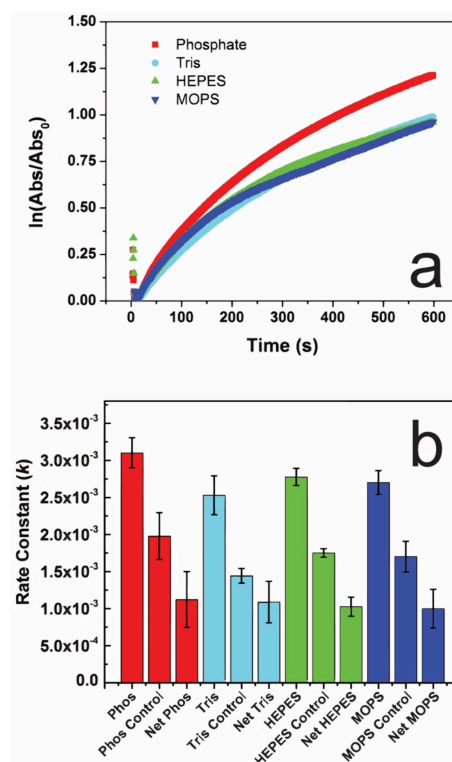 Phosphate
Tris
HEPES
MOPS
ln(Abs/Abs₀)
1.50
1.25
1.00
0.75
0.50
0.25
0.00
0 100 200 300 400 500 600
Time (s)
a
b
Rate Constant (k)
3.5x10⁻³
3.0x10⁻³
2.5x10⁻³
2.0x10⁻³
1.5x10⁻³
1.0x10⁻³
5.0x10⁻⁴
0.0
Phos
Phos Control
Net Phos
Tris
Tris Control
Net Tris
HEPES
HEPES Control
Net HEPES
MOPS
MOPS Control
Net MOPS